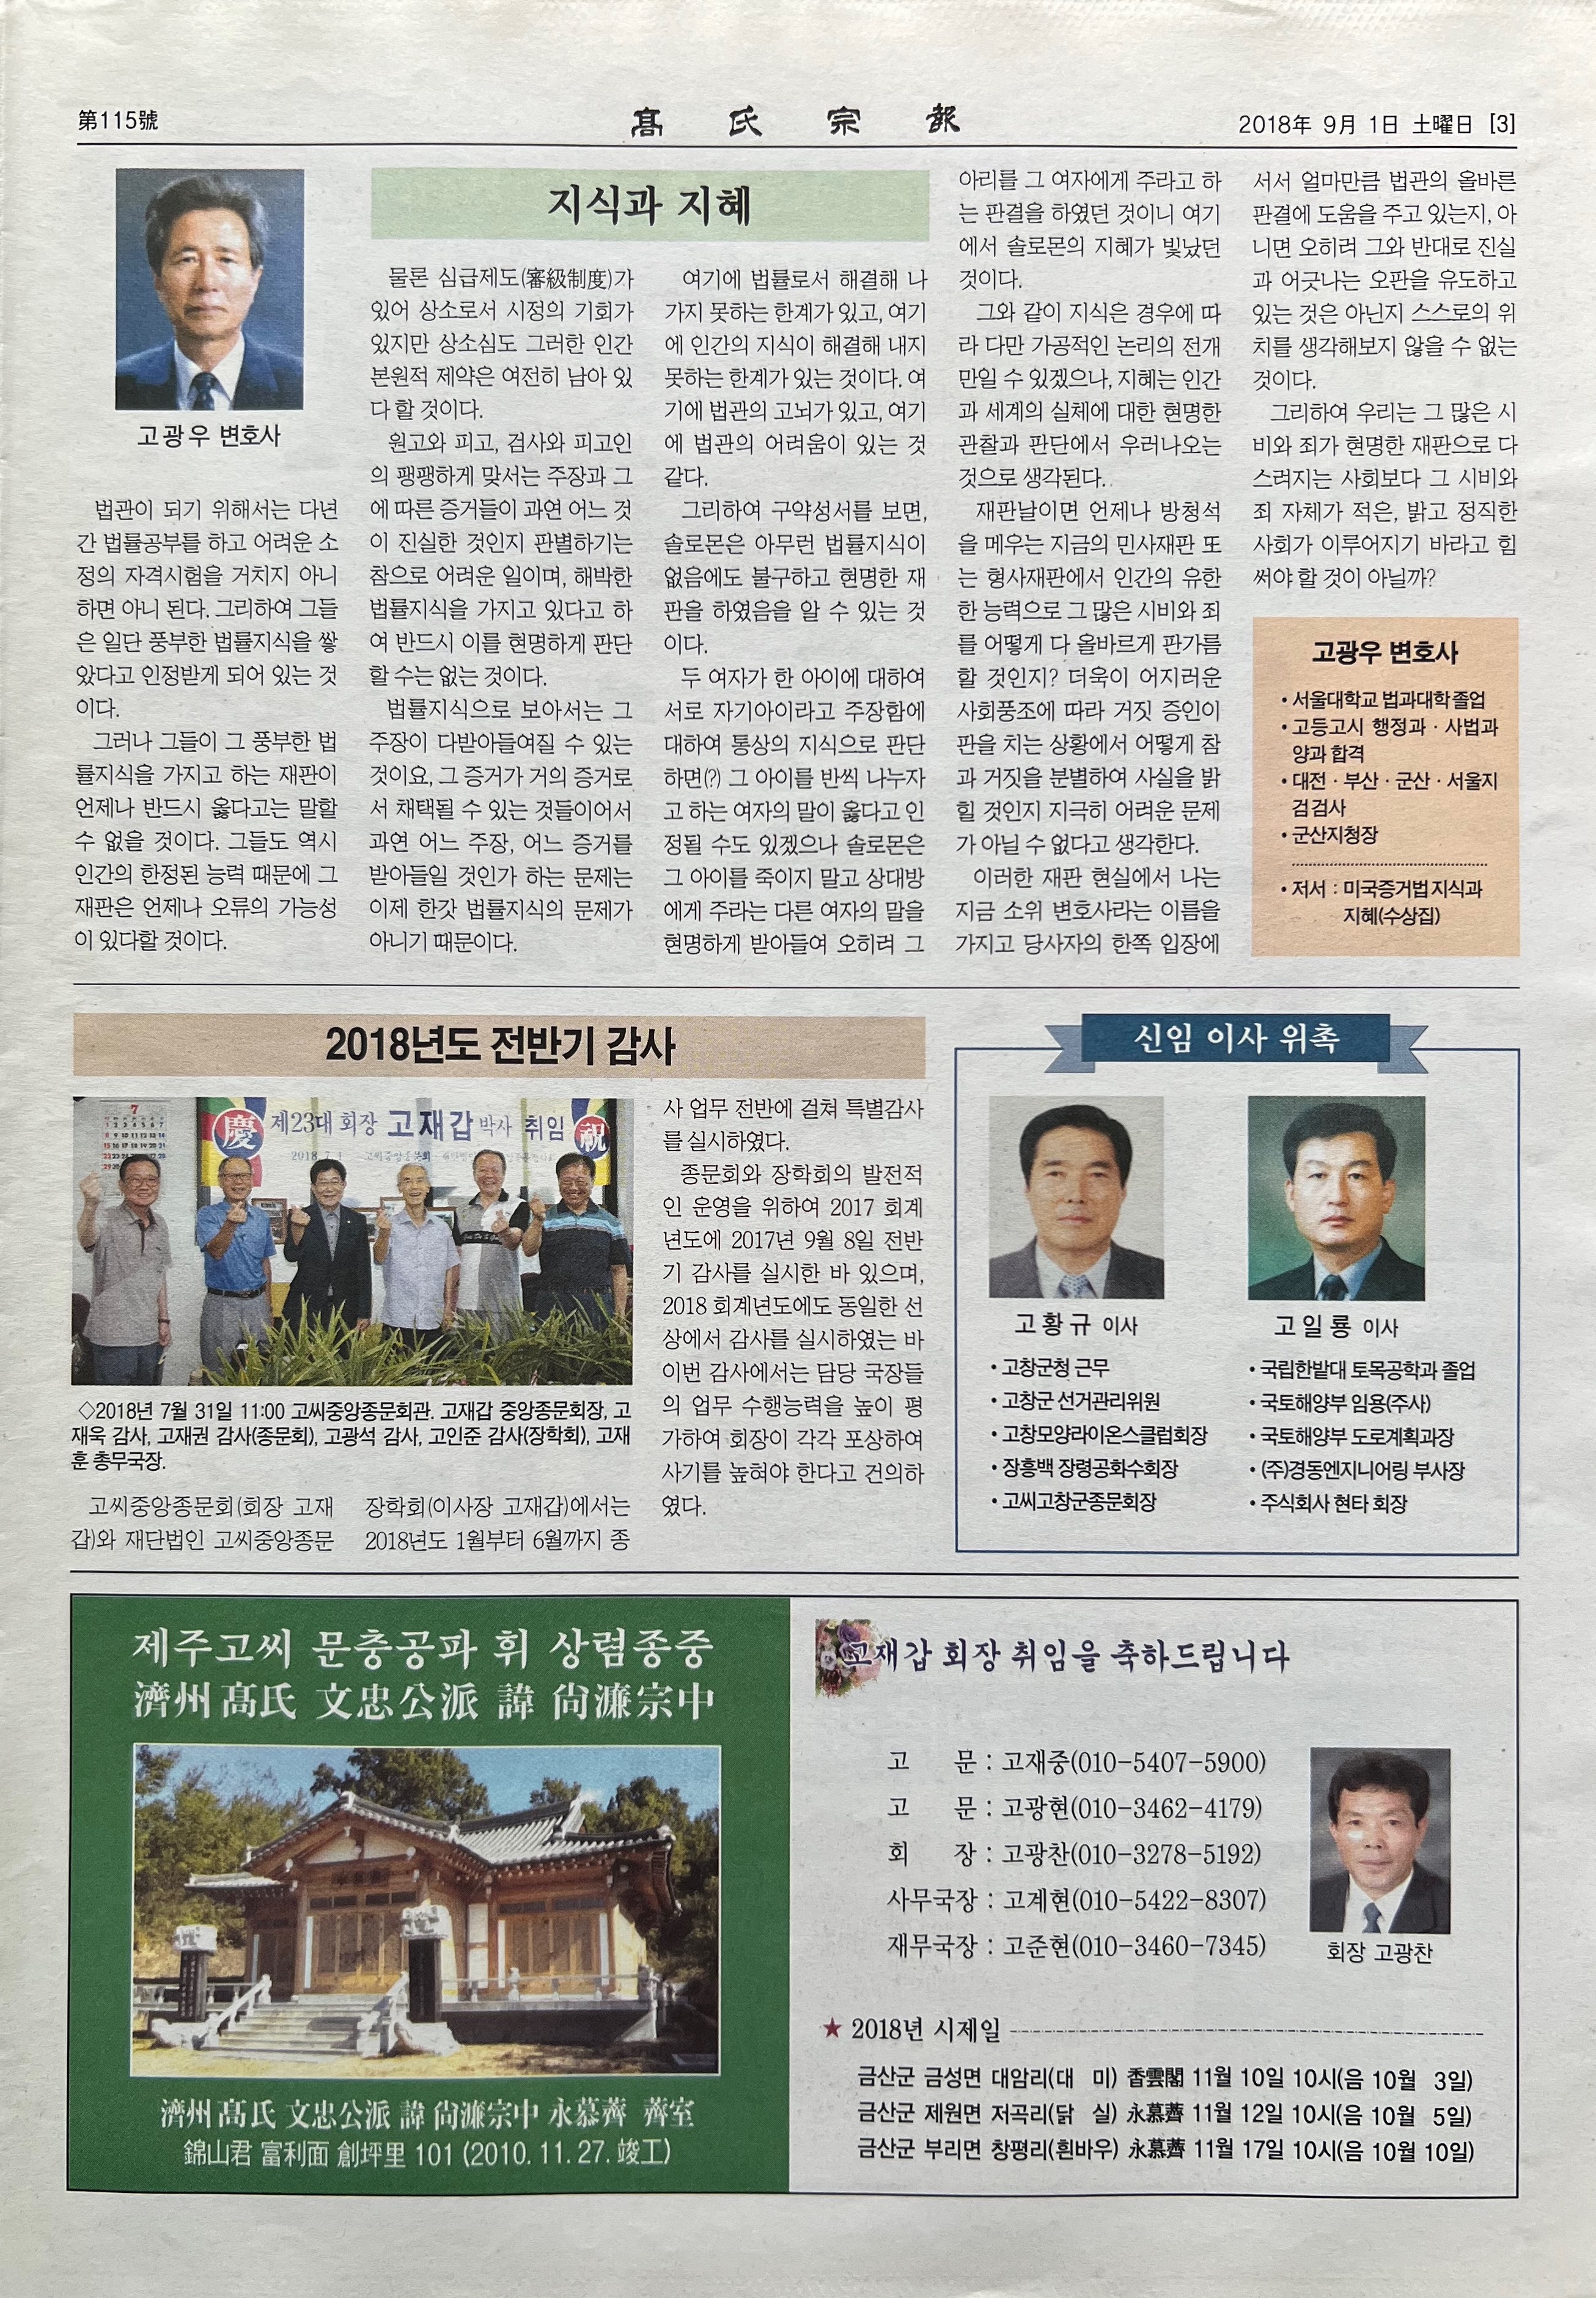 第115號
髙氏宗報
2018年 9月 1日 土曜日 [3]
고광우 변호사
지식과 지혜
법관이 되기 위해서는 다년
간 법률공부를 하고 어려운 소
정의 자격시험을 거치지 아니
하면 아니 된다. 그리하여 그들
은 일단 풍부한 법률지식을 쌓
았다고 인정받게 되어 있는 것
이다.
그러나 그들이 그 풍부한 법
률지식을 가지고 하는 재판이
언제나 반드시 옳다고는 말할
수 없을 것이다. 그들도 역시
인간의 한정된 능력 때문에 그
재판은 언제나 오류의 가능성
이 있다할 것이다.
물론 심급제도(審級制度)가
있어 상소로서 시정의 기회가
있지만 상소심도 그러한 인간
본원적 제약은 여전히 남아 있
다 할 것이다.
원고와 피고, 검사와 피고인
의 팽팽하게 맞서는 주장과 그
에 따른 증거들이 과연 어느 것
이 진실한 것인지 판별하기는
참으로 어려운 일이며, 해박한
법률지식을 가지고 있다고 하
여 반드시 이를 현명하게 판단
할 수는 없는 것이다.
법률지식으로 보아서는 그
주장이 다받아들여질 수 있는
것이요, 그 증거가 거의 증거로
서 채택될 수 있는 것들이어서
과연 어느 주장, 어느 증거를
받아들일 것인가 하는 문제는
이제 한갓 법률지식의 문제가
아니기 때문이다.
여기에 법률로서 해결해 나
가지 못하는 한계가 있고, 여기
에 인간의 지식이 해결해 내지
못하는 한계가 있는 것이다. 여
기에 법관의 고뇌가 있고, 여기
에 법관의 어려움이 있는 것
같다.
그리하여 구약성서를 보면,
솔로몬은 아무런 법률지식이
없음에도 불구하고 현명한 재
판을 하였음을 알 수 있는 것
이다.
두 여자가 한 아이에 대하여
서로 자기아이라고 주장함에
대하여 통상의 지식으로 판단
하면(?) 그 아이를 반씩 나누자
고 하는 여자의 말이 옳다고 인
정될 수도 있겠으나 솔로몬은
그 아이를 죽이지 말고 상대방
에게 주라는 다른 여자의 말을
현명하게 받아들여 오히려 그
아리를 그 여자에게 주라고 하
는 판결을 하였던 것이니 여기
에서 솔로몬의 지혜가 빛났던
것이다.
그와 같이 지식은 경우에 따
라 다만 가공적인 논리의 전개
만일 수 있겠으나, 지혜는 인간
과 세계의 실체에 대한 현명한
관찰과 판단에서 우러나오는
것으로 생각된다.
재판날이면 언제나 방청석
을 메우는 지금의 민사재판 또
는 형사재판에서 인간의 유한
한 능력으로 그 많은 시비와 죄
를 어떻게 다 올바르게 판가름
할 것인지? 더욱이 어지러운
사회풍조에 따라 거짓 증인이
판을 치는 상황에서 어떻게 참
과 거짓을 분별하여 사실을 밝
힐 것인지 지극히 어려운 문제
가 아닐 수 없다고 생각한다.
이러한 재판 현실에서 나는
지금 소위 변호사라는 이름을
가지고 당사자의 한쪽 입장에
서서 얼마만큼 법관의 올바른
판결에 도움을 주고 있는지, 아
니면 오히려 그와 반대로 진실
과 어긋나는 오판을 유도하고
있는 것은 아닌지 스스로의 위
치를 생각해보지 않을 수 없는
것이다.
그리하여 우리는 그 많은 시
비와 죄가 현명한 재판으로 다
스려지는 사회보다 그 시비와
죄 자체가 적은, 밝고 정직한
사회가 이루어지기 바라고 힘
써야 할 것이 아닐까?
고광우 변호사
• 서울대학교 법과대학 졸업
• 고등고시 행정과 · 사법과
양과 합격
• 대전 · 부산 · 군산 · 서울지
검 검사
• 군산지청장
• 저서 : 미국증거법 지식과
지혜(수상집)
2018년도 전반기 감사
7
慶 제23대 회장 고재갑 박사 취임 祝
2018. 7. 1.
◇2018년 7월 31일 11:00 고씨중앙종문회관. 고재갑 중앙종문회장, 고
재욱 감사, 고재권 감사(종문회), 고광석 감사, 고인준 감사(장학회), 고재
훈 총무국장.
고씨중앙종문회(회장 고재
갑)와 재단법인 고씨중앙종문
장학회(이사장 고재갑)에서는
2018년도 1월부터 6월까지 종
사 업무 전반에 걸쳐 특별감사
를 실시하였다.
종문회와 장학회의 발전적
인 운영을 위하여 2017 회계
년도에 2017년 9월 8일 전반
기 감사를 실시한 바 있으며,
2018 회계년도에도 동일한 선
상에서 감사를 실시하였는 바
이번 감사에서는 담당 국장들
의 업무 수행능력을 높이 평
가하여 회장이 각각 포상하여
사기를 높혀야 한다고 건의하
였다.
신임 이사 위촉
고황규 이사
• 고창군청 근무
• 고창군 선거관리위원
• 고창모양라이온스클럽회장
• 장흥백 장령공화수회장
• 고씨고창군종문회장
고일룡 이사
• 국립한밭대 토목공학과 졸업
• 국토해양부 임용(주사)
• 국토해양부 도로계획과장
• (주)경동엔지니어링 부사장
• 주식회사 현타 회장
제주고씨 문충공파 휘 상렴종중
濟州 髙氏 文忠公派 諱 尙濂宗中
濟州 髙氏 文忠公派 諱 尙濂宗中 永慕齋 齋室
錦山君 富利面 創坪里 101 (2010. 11. 27. 竣工)
고재갑 회장 취임을 축하드립니다
고 문 : 고재중(010-5407-5900)
고 문 : 고광현(010-3462-4179)
회 장 : 고광찬(010-3278-5192)
사무국장 : 고계현(010-5422-8307)
재무국장 : 고준현(010-3460-7345)
회장 고광찬
★ 2018년 시제일
금산군 금성면 대암리(대 미) 香雲閣 11월 10일 10시(음 10월 3일)
금산군 제원면 저곡리(닭 실) 永慕齋 11월 12일 10시(음 10월 5일)
금산군 부리면 창평리(흰바우) 永慕齋 11월 17일 10시(음 10월 10일)